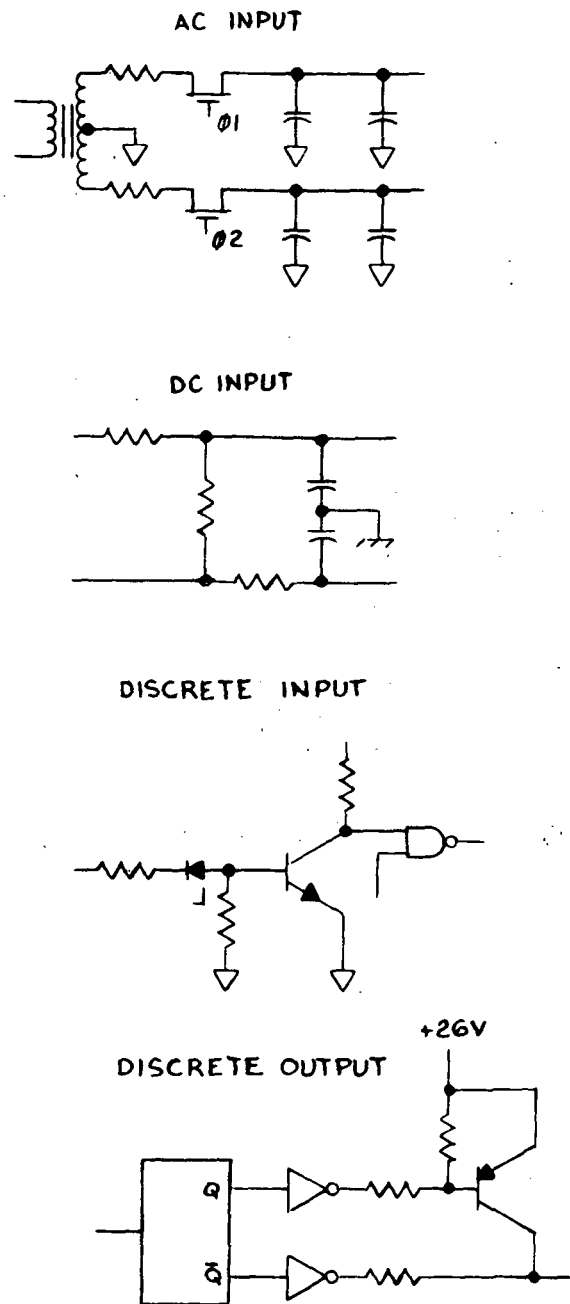 AC INPUT
Ø1
Ø2
DC INPUT
DISCRETE INPUT
+26V
DISCRETE OUTPUT
Q
Q̅